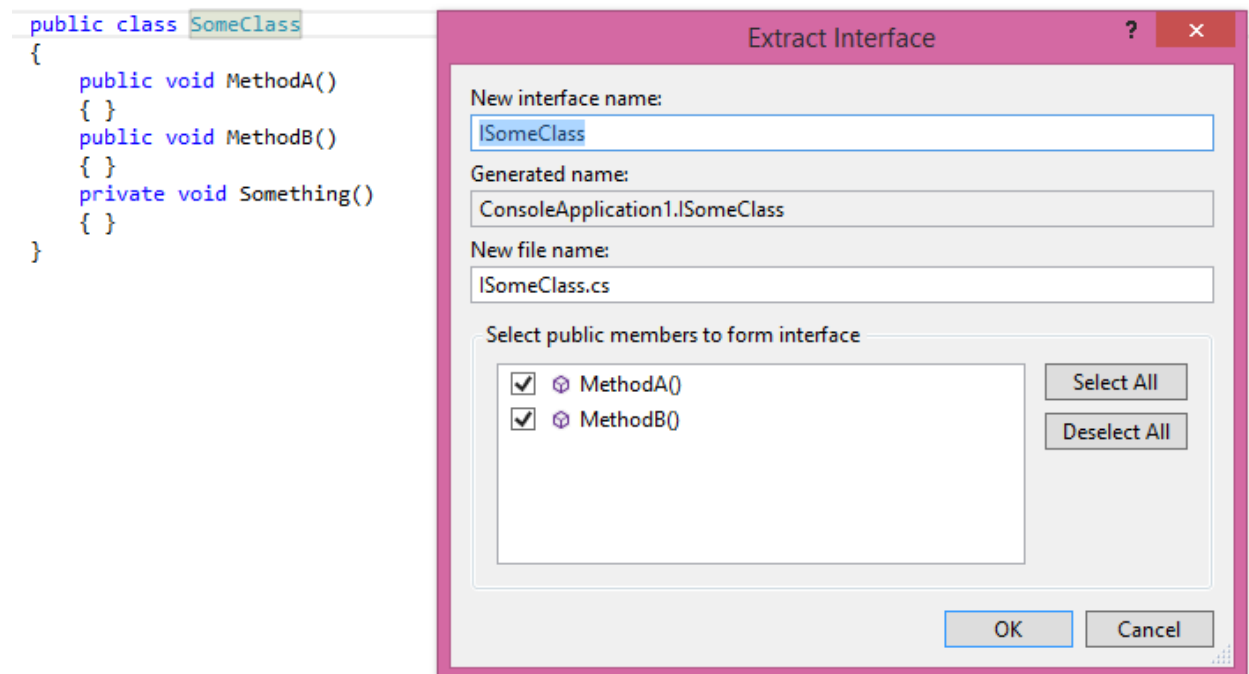 public class SomeClass
{
public void MethodA()
{ }
public void MethodB()
{ }
private void Something()
{ }
}
Extract Interface
?
×
New interface name:
ISomeClass
Generated name:
ConsoleApplication1.ISomeClass
New file name:
ISomeClass.cs
Select public members to form interface
MethodA()
MethodB()
Select All
Deselect All
OK
Cancel